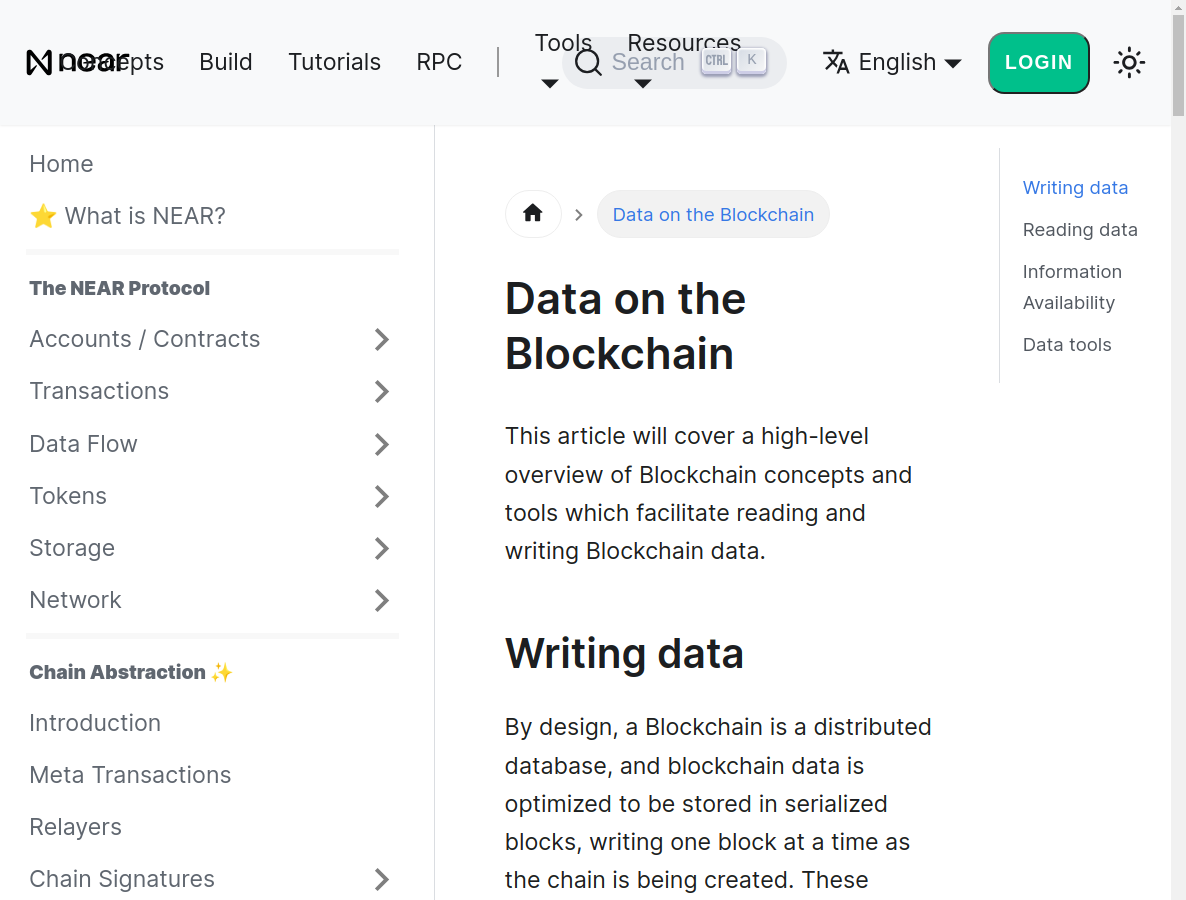 near
Concepts
Build
Tutorials
RPC
Tools
Resources
Search
CTRL
K
English
LOGIN
Home
⭐ What is NEAR?
The NEAR Protocol
Accounts / Contracts
Transactions
Data Flow
Tokens
Storage
Network
Chain Abstraction ✨
Introduction
Meta Transactions
Relayers
Chain Signatures
Data on the Blockchain
Data on the
Blockchain
This article will cover a high-level
overview of Blockchain concepts and
tools which facilitate reading and
writing Blockchain data.
Writing data
By design, a Blockchain is a distributed
database, and blockchain data is
optimized to be stored in serialized
blocks, writing one block at a time as
the chain is being created. These
Writing data
Reading data
Information
Availability
Data tools